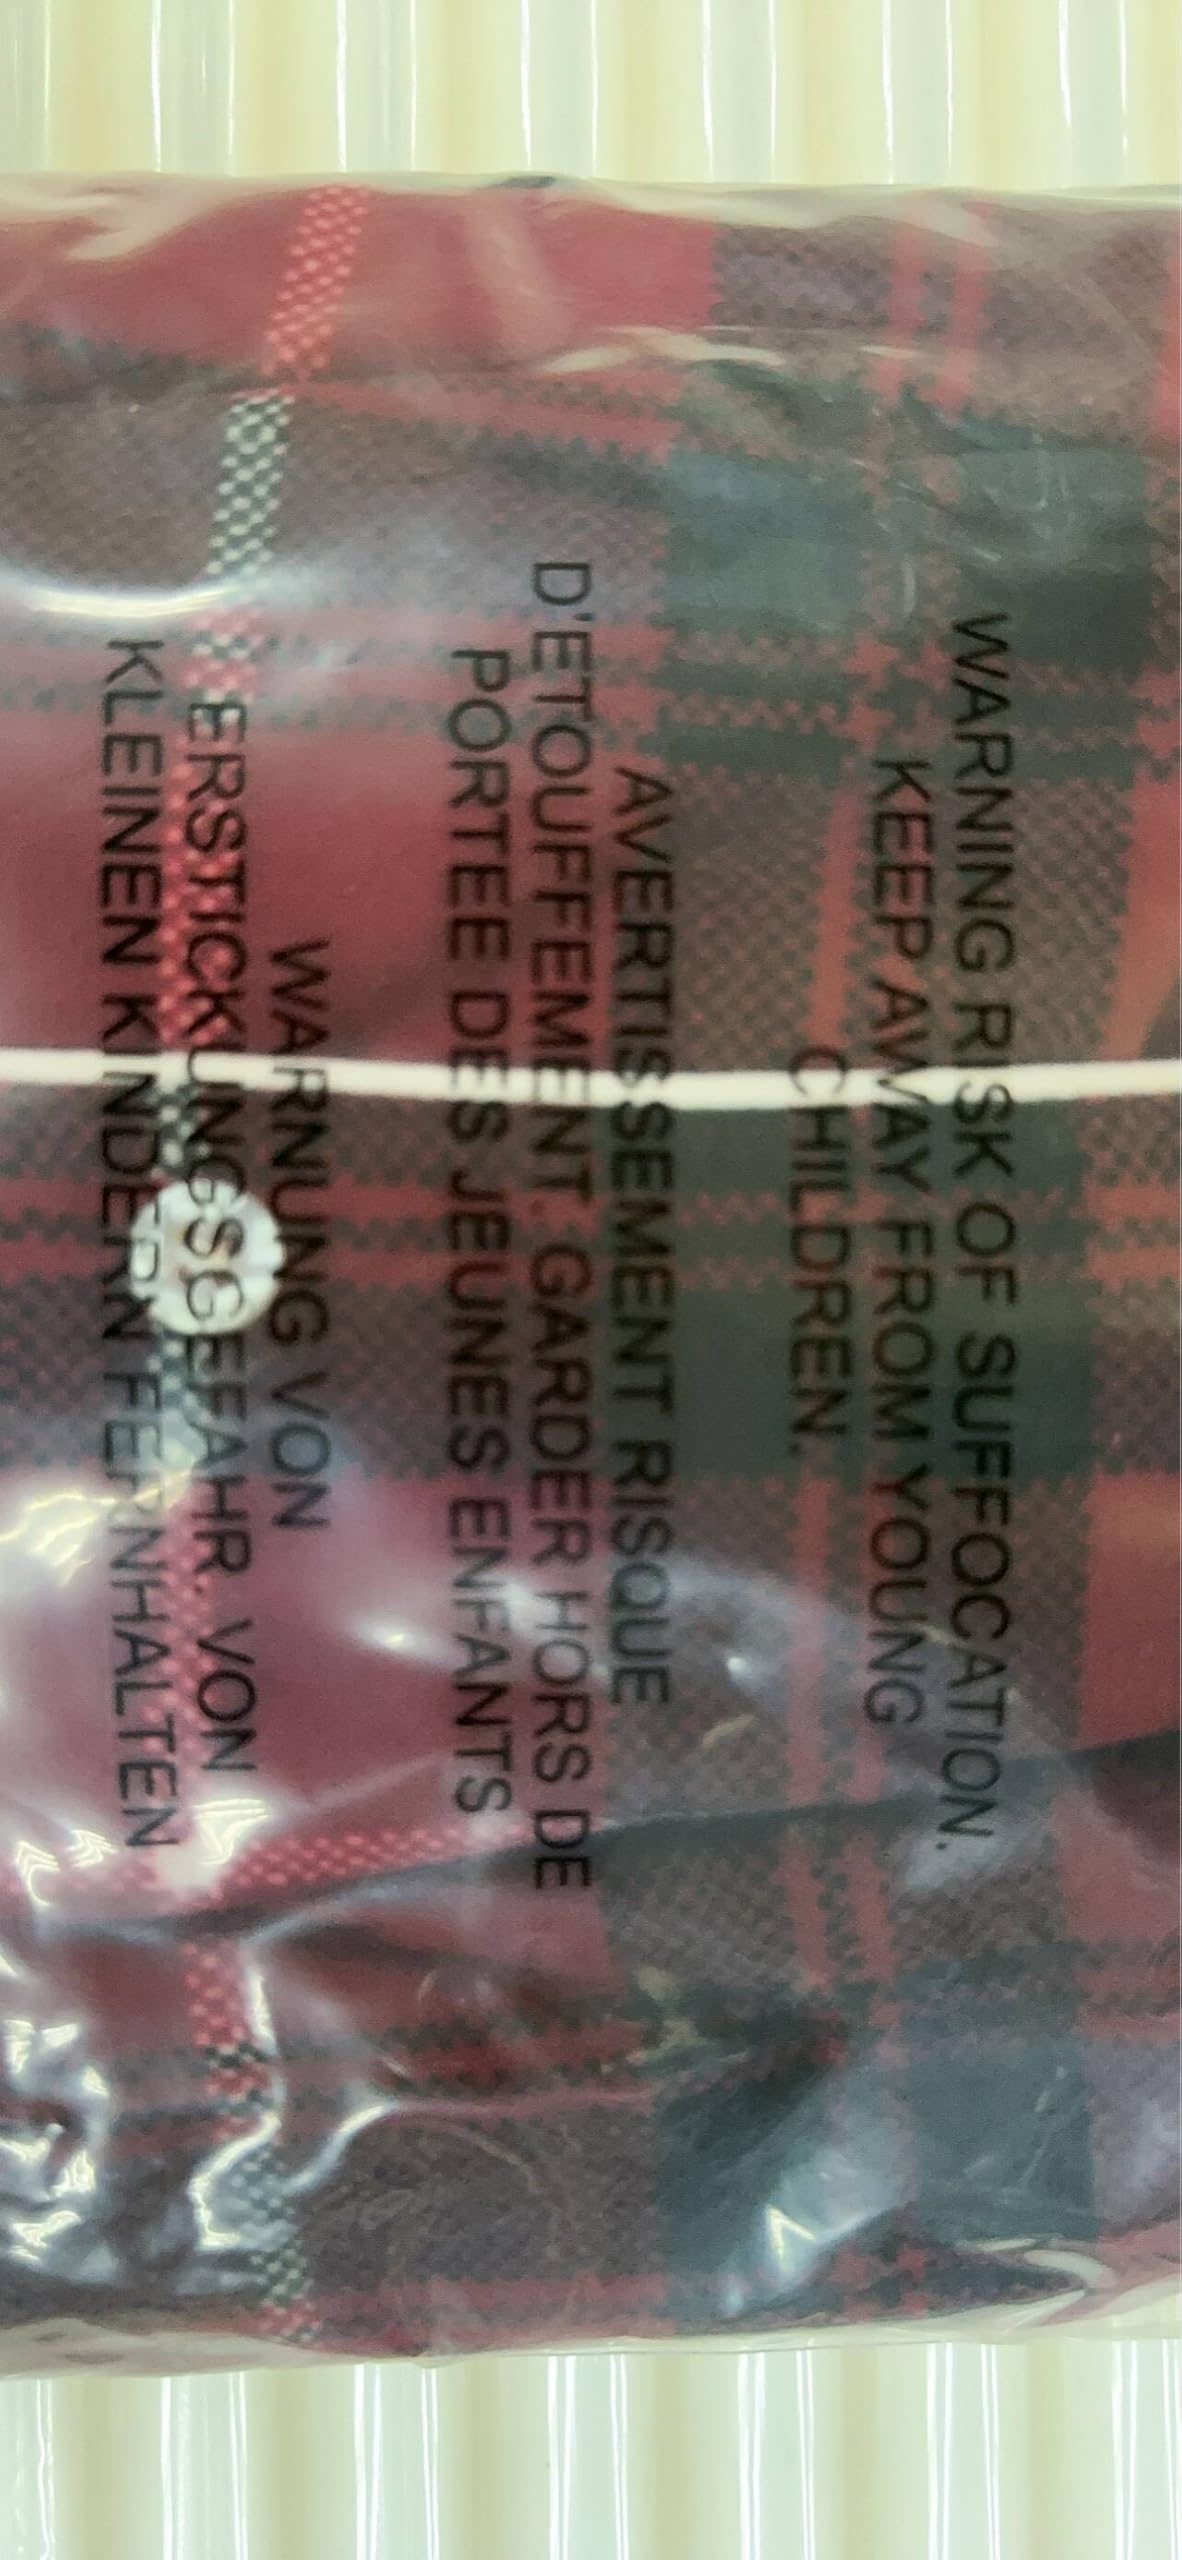 WARNING RISK OF SUFFOCATION.
KEEP AWAY FROM YOUNG
CHILDREN.
AVERTISSEMENT RISQUE
D'ETOUFFEMENT. GARDER HORS DE
PORTEE DES JEUNES ENFANTS
WARNUNG VON
ERSTICKUNGSGEFAHR. VON
KLEINEN KINDERN FERNHALTEN